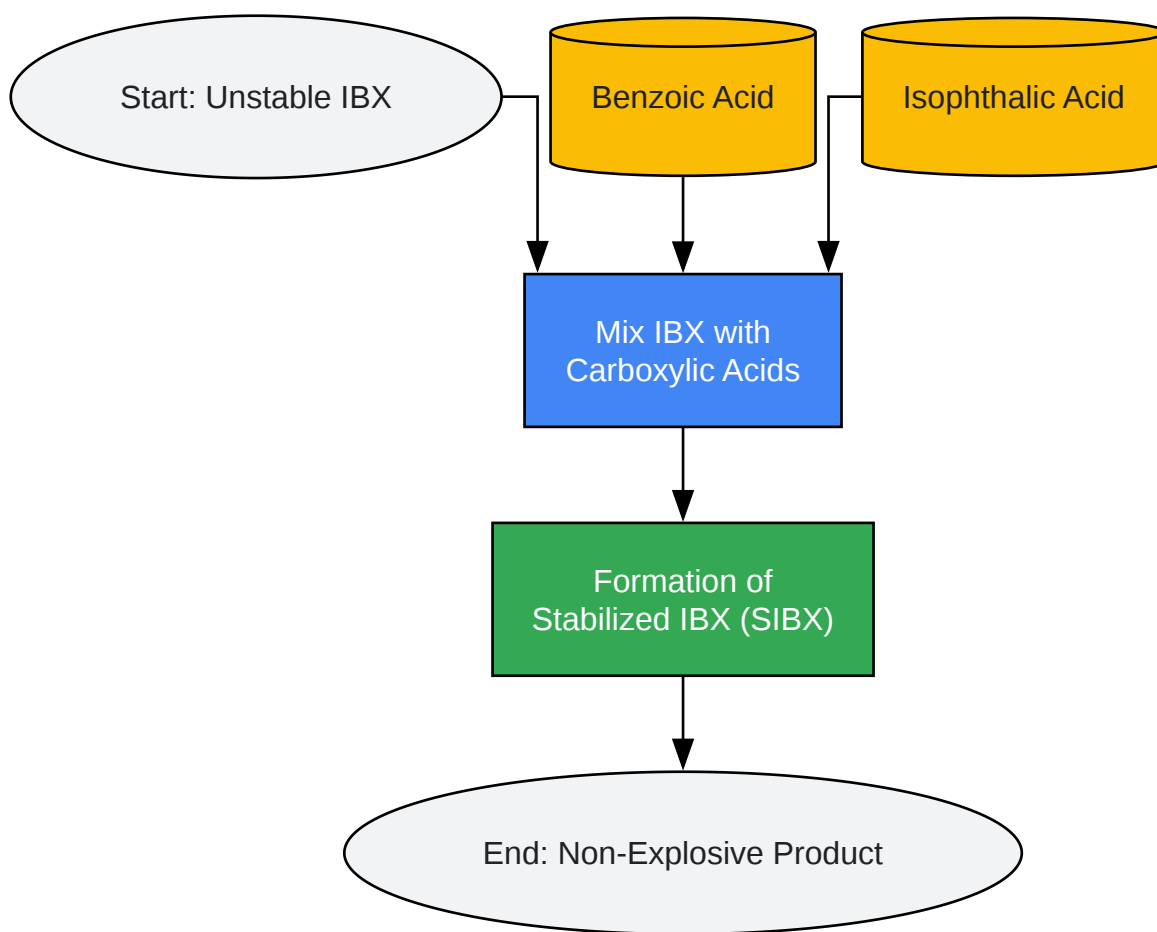 Start: Unstable IBX
Benzoic Acid
Isophthalic Acid
Mix IBX with
Carboxylic Acids
Formation of
Stabilized IBX (SIBX)
End: Non-Explosive Product